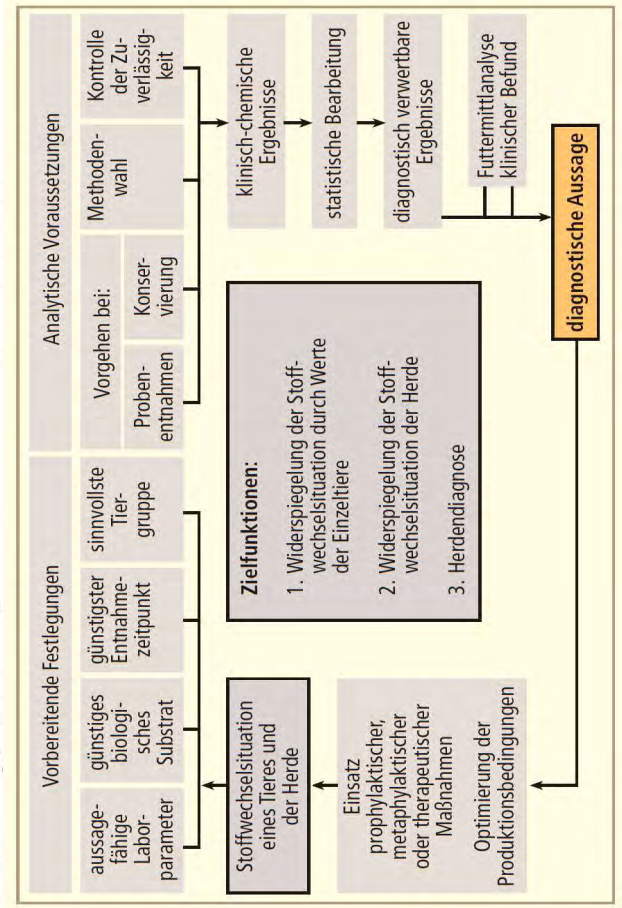 Vorbereitende Festlegungen
aussage-
fähige
Labor-
parameter
günstiges
biologi-
sches
Substrat
günstigster
Entnahme-
zeitpunkt
sinnvollste
Tier-
gruppe
Analytische Voraussetzungen
Vorgehen bei:
Proben-
entnahmen
Konser-
vierung
Methoden-
wahl
Kontrolle
der Zu-
verlässig-
keit
Stoffwechselsituation
eines Tieres und
der Herde
Einsatz
prophylaktischer,
metaphylaktischer
oder therapeutischer
Maßnahmen
Optimierung der
Produktionsbedingungen
Zielfunktionen:
1. Widerspiegelung der Stoff-
wechselsituation durch Werte
der Einzeltiere
2. Widerspiegelung der Stoff-
wechselsituation der Herde
3. Herdendiagnose
klinisch-chemische
Ergebnisse
statistische Bearbeitung
diagnostisch verwertbare
Ergebnisse
Futtermittlanalyse
klinischer Befund
diagnostische Aussage